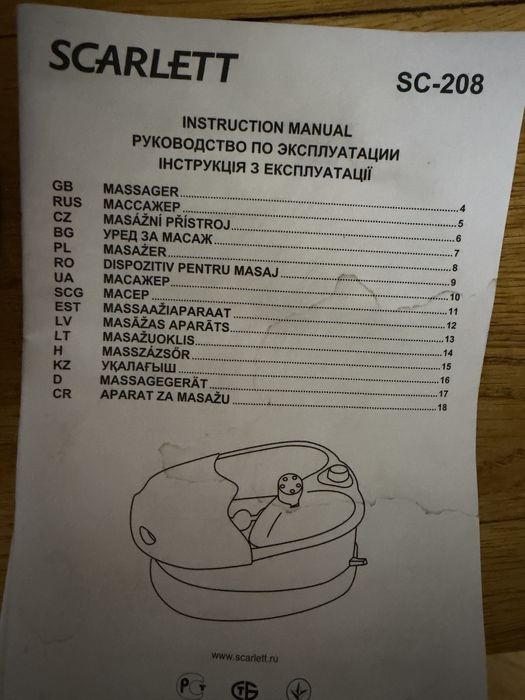 SCARLETT
SC-208
INSTRUCTION MANUAL
РУКОВОДСТВО ПО ЭКСПЛУАТАЦИИ
ІНСТРУКЦІЯ З ЕКСПЛУАТАЦІЇ
GB MASSAGER 4
RUS МАССАЖЕР 5
CZ MASÁŽNÍ PŘÍSTROJ 6
BG УРЕД ЗА МАСАЖ 7
PL MASAŻER 8
RO DISPOZITIV PENTRU MASAJ 9
UA МАСАЖЕР 10
SCG МАСЕР 11
EST MASSAAŽIAPARAAT 12
LV MASĀŽAS APARĀTS 13
LT MASAŽUOKLIS 14
H MASSZÁZSŐR 15
KZ УҚАЛАҒЫШ 16
D MASSAGEGERÄT 17
CR APARAT ZA MASAŽU 18
www.scarlett.ru